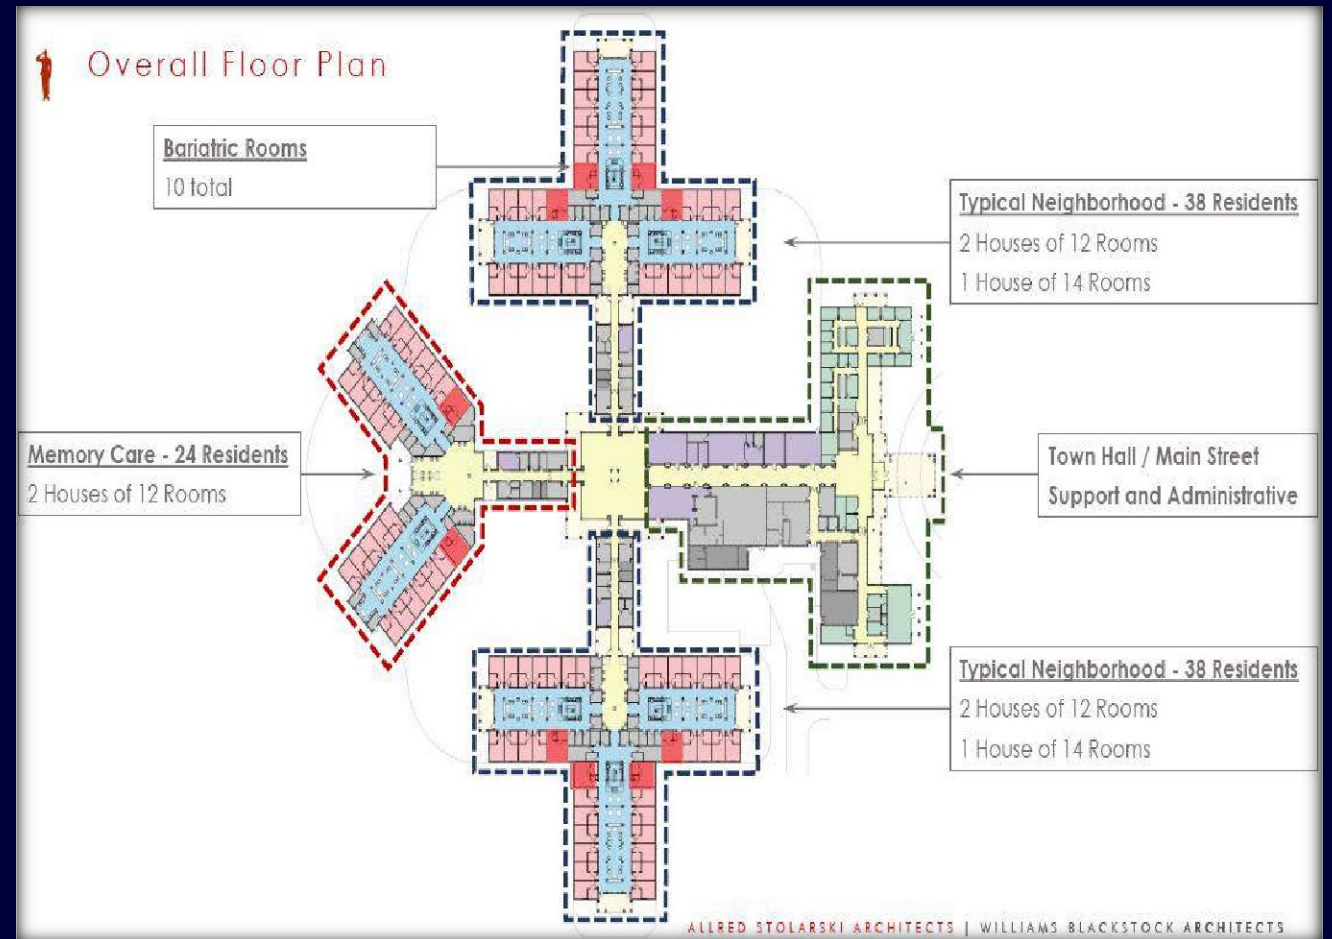 Overall Floor Plan
Bariatric Rooms
10 total
Typical Neighborhood - 38 Residents
2 Houses of 12 Rooms
1 House of 14 Rooms
Memory Care - 24 Residents
2 Houses of 12 Rooms
Town Hall / Main Street
Support and Administrative
Typical Neighborhood - 38 Residents
2 Houses of 12 Rooms
1 House of 14 Rooms
ALLRED STOLARSKI ARCHITECTS | WILLIAMS BLACKSTOCK ARCHITECTS